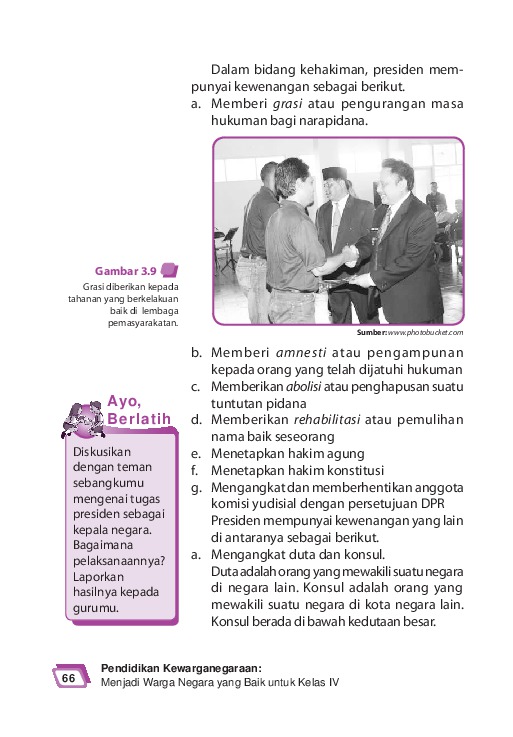 Dalam bidang kehakiman, presiden mem-
punyai kewenangan sebagai berikut.
a. Memberi grasi atau pengurangan masa
hukuman bagi narapidana.
Gambar 3.9
Grasi diberikan kepada
tahanan yang berkelakuan
baik di lembaga
pemasyarakatan.
Sumber: www.photobucket.com
b. Memberi amnesti atau pengampunan
kepada orang yang telah dijatuhi hukuman
c. Memberikan abolisi atau penghapusan suatu
tuntutan pidana
d. Memberikan rehabilitasi atau pemulihan
nama baik seseorang
e. Menetapkan hakim agung
f. Menetapkan hakim konstitusi
g. Mengangkat dan memberhentikan anggota
komisi yudisial dengan persetujuan DPR
Presiden mempunyai kewenangan yang lain
di antaranya sebagai berikut.
a. Mengangkat duta dan konsul.
Duta adalah orang yang mewakili suatu negara
di negara lain. Konsul adalah orang yang
mewakili suatu negara di kota negara lain.
Konsul berada di bawah kedutaan besar.
Ayo,
Berlatih
Diskusikan
dengan teman
sebangkumu
mengenai tugas
presiden sebagai
kepala negara.
Bagaimana
pelaksanaannya?
Laporkan
hasilnya kepada
gurumu.
66
Pendidikan Kewarganegaraan:
Menjadi Warga Negara yang Baik untuk Kelas IV